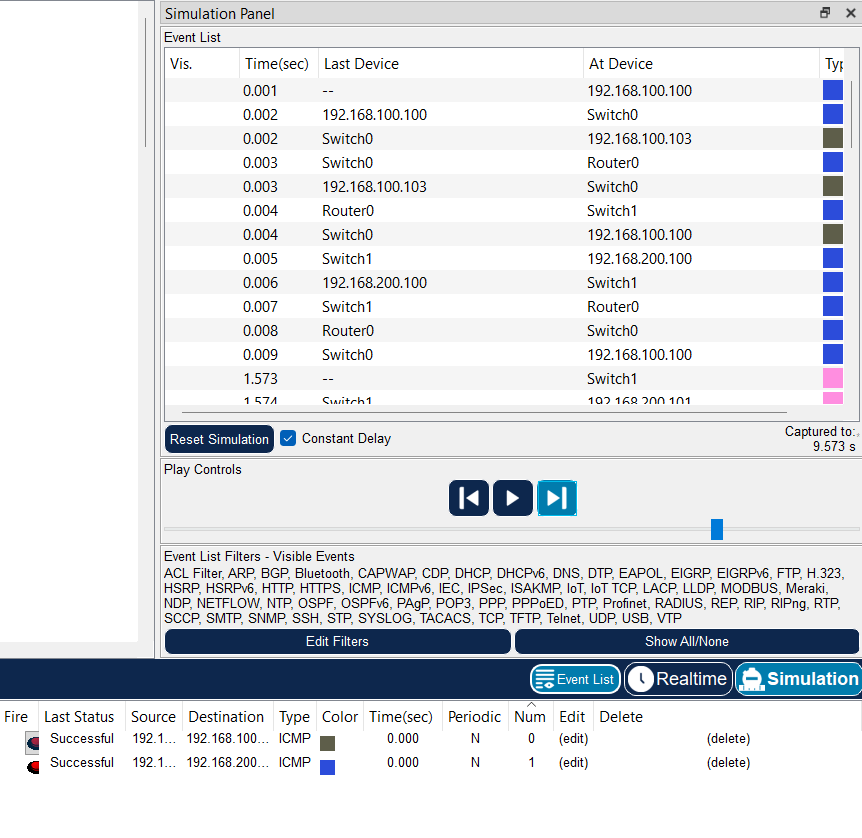 Simulation Panel
Event List
Vis. Time(sec) Last Device At Device Typ
0.001 -- 192.168.100.100
0.002 192.168.100.100 Switch0
0.002 Switch0 192.168.100.103
0.003 Switch0 Router0
0.003 192.168.100.103 Switch0
0.004 Router0 Switch1
0.004 Switch0 192.168.100.100
0.005 Switch1 192.168.200.100
0.006 192.168.200.100 Switch1
0.007 Switch1 Router0
0.008 Router0 Switch0
0.009 Switch0 192.168.100.100
1.573 -- Switch1
1.574 Switch1 192.168.200.101
Reset Simulation Constant Delay Captured to:
9.573 s
Play Controls
Event List Filters - Visible Events
ACL Filter, ARP, BGP, Bluetooth, CAPWAP, CDP, DHCP, DHCPv6, DNS, DTP, EAPOL, EIGRP, EIGRPv6, FTP, H.323,
HSRP, HSRPv6, HTTP, HTTPS, ICMP, ICMPv6, IEC, IPSec, ISAKMP, IoT, IoT TCP, LACP, LLDP, MODBUS, Meraki,
NDP, NETFLOW, NTP, OSPF, OSPFv6, PAgP, POP3, PPP, PPPoED, PTP, Profinet, RADIUS, REP, RIP, RIPng, RTP,
SCCP, SMTP, SNMP, SSH, STP, SYSLOG, TACACS, TCP, TFTP, Telnet, UDP, USB, VTP
Edit Filters Show All/None
Event List Realtime Simulation
Fire Last Status Source Destination Type Color Time(sec) Periodic Num Edit Delete
Successful 192.1... 192.168.100... ICMP 0.000 N 0 (edit) (delete)
Successful 192.1... 192.168.200... ICMP 0.000 N 1 (edit) (delete)